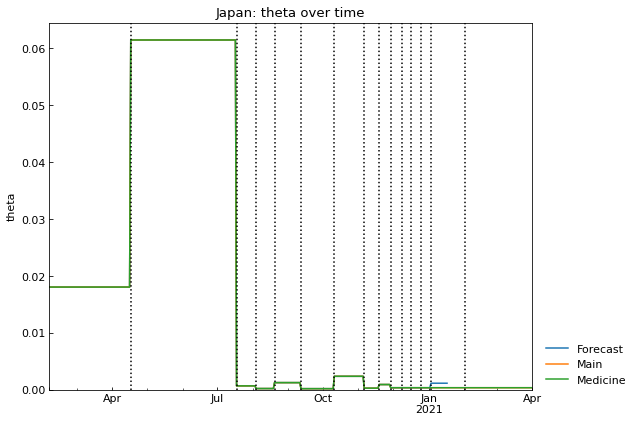 Japan: theta over time
0.06
0.05
0.04
0.03
0.02
0.01
0.00
theta
Apr
Jul
Oct
Jan
2021
Apr
Forecast
Main
Medicine